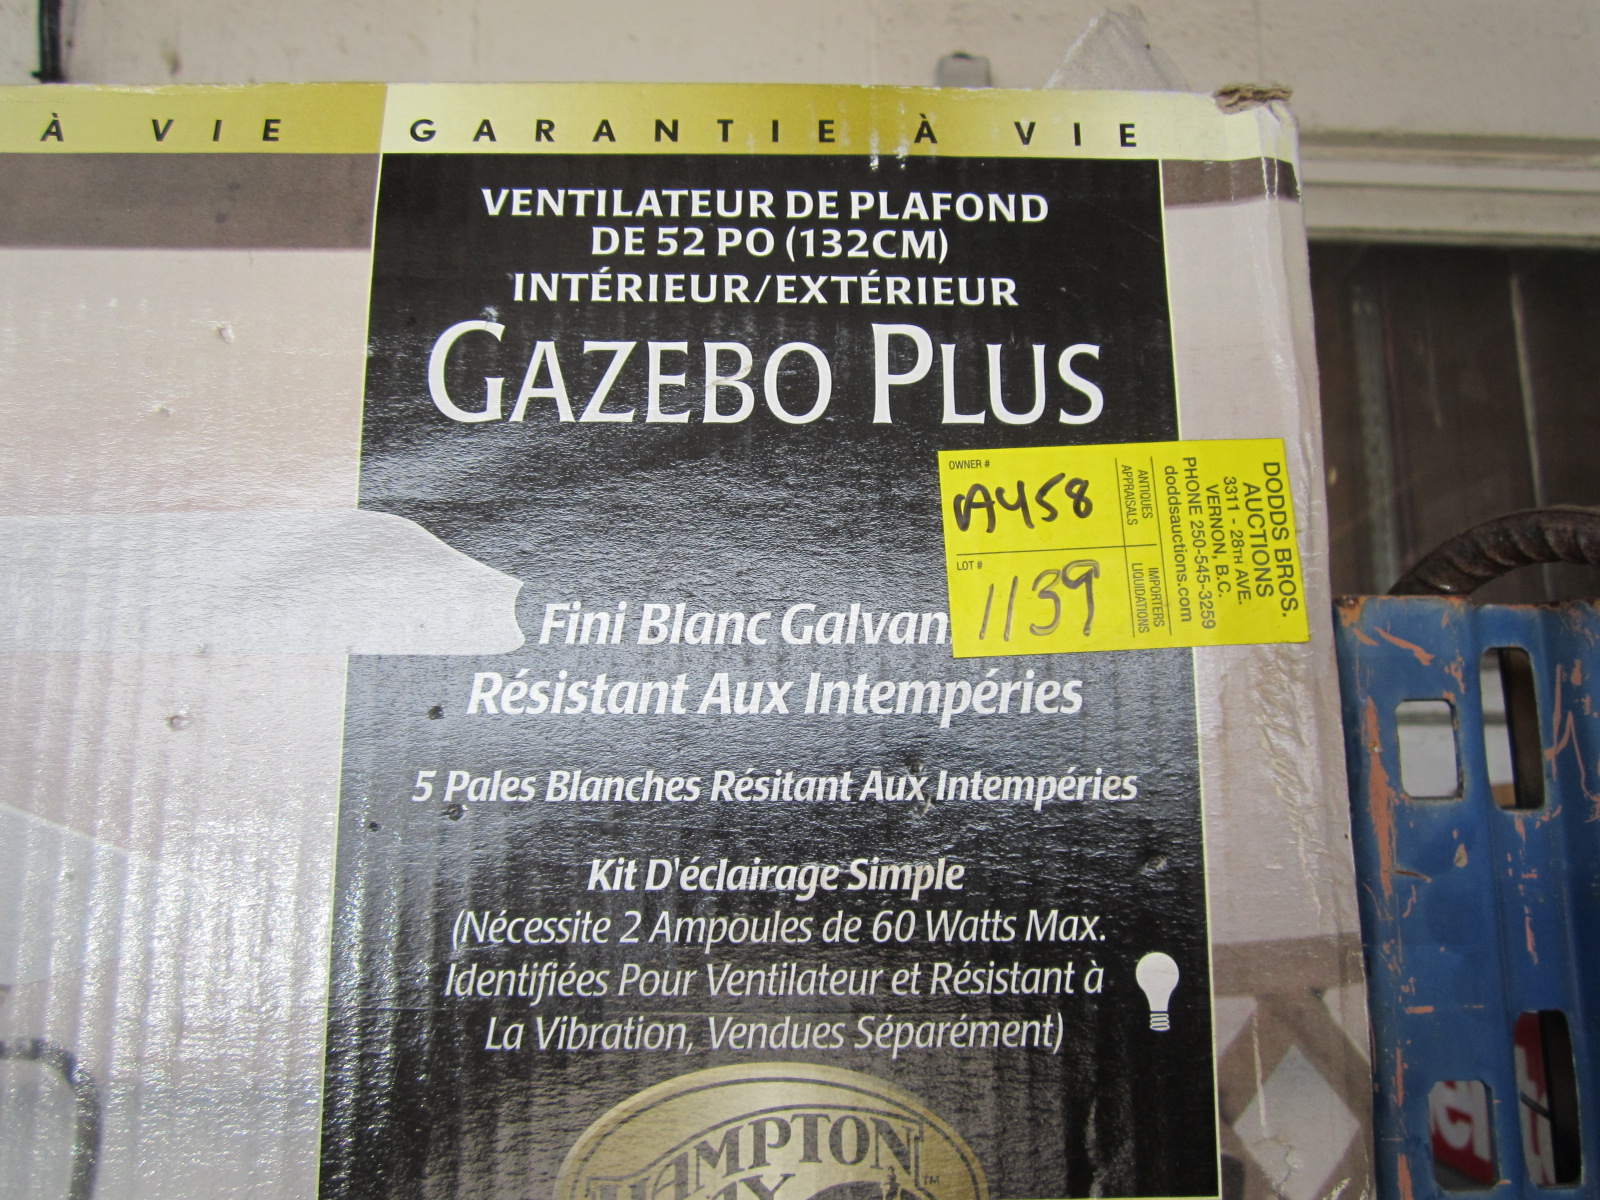 À VIE GARANTIE À VIE
VENTILATEUR DE PLAFOND
DE 52 PO (132CM)
INTÉRIEUR/EXTÉRIEUR
GAZEBO PLUS
Fini Blanc Galvan
Résistant Aux Intempéries
5 Pales Blanches Résitant Aux Intempéries
Kit D'éclairage Simple
(Nécessite 2 Ampoules de 60 Watts Max.
Identifiées Pour Ventilateur et Résistant à
La Vibration, Vendues Séparément)
HAMPTON
OWNER #
A458
LOT #
1139
ANTIQUES
APPRAISALS
IMPORTERS
LIQUIDATIONS
DODDS BROS.
AUCTIONS
3311 - 28TH AVE.
VERNON, B.C.
PHONE 250-545-3259
doddsauctions.com